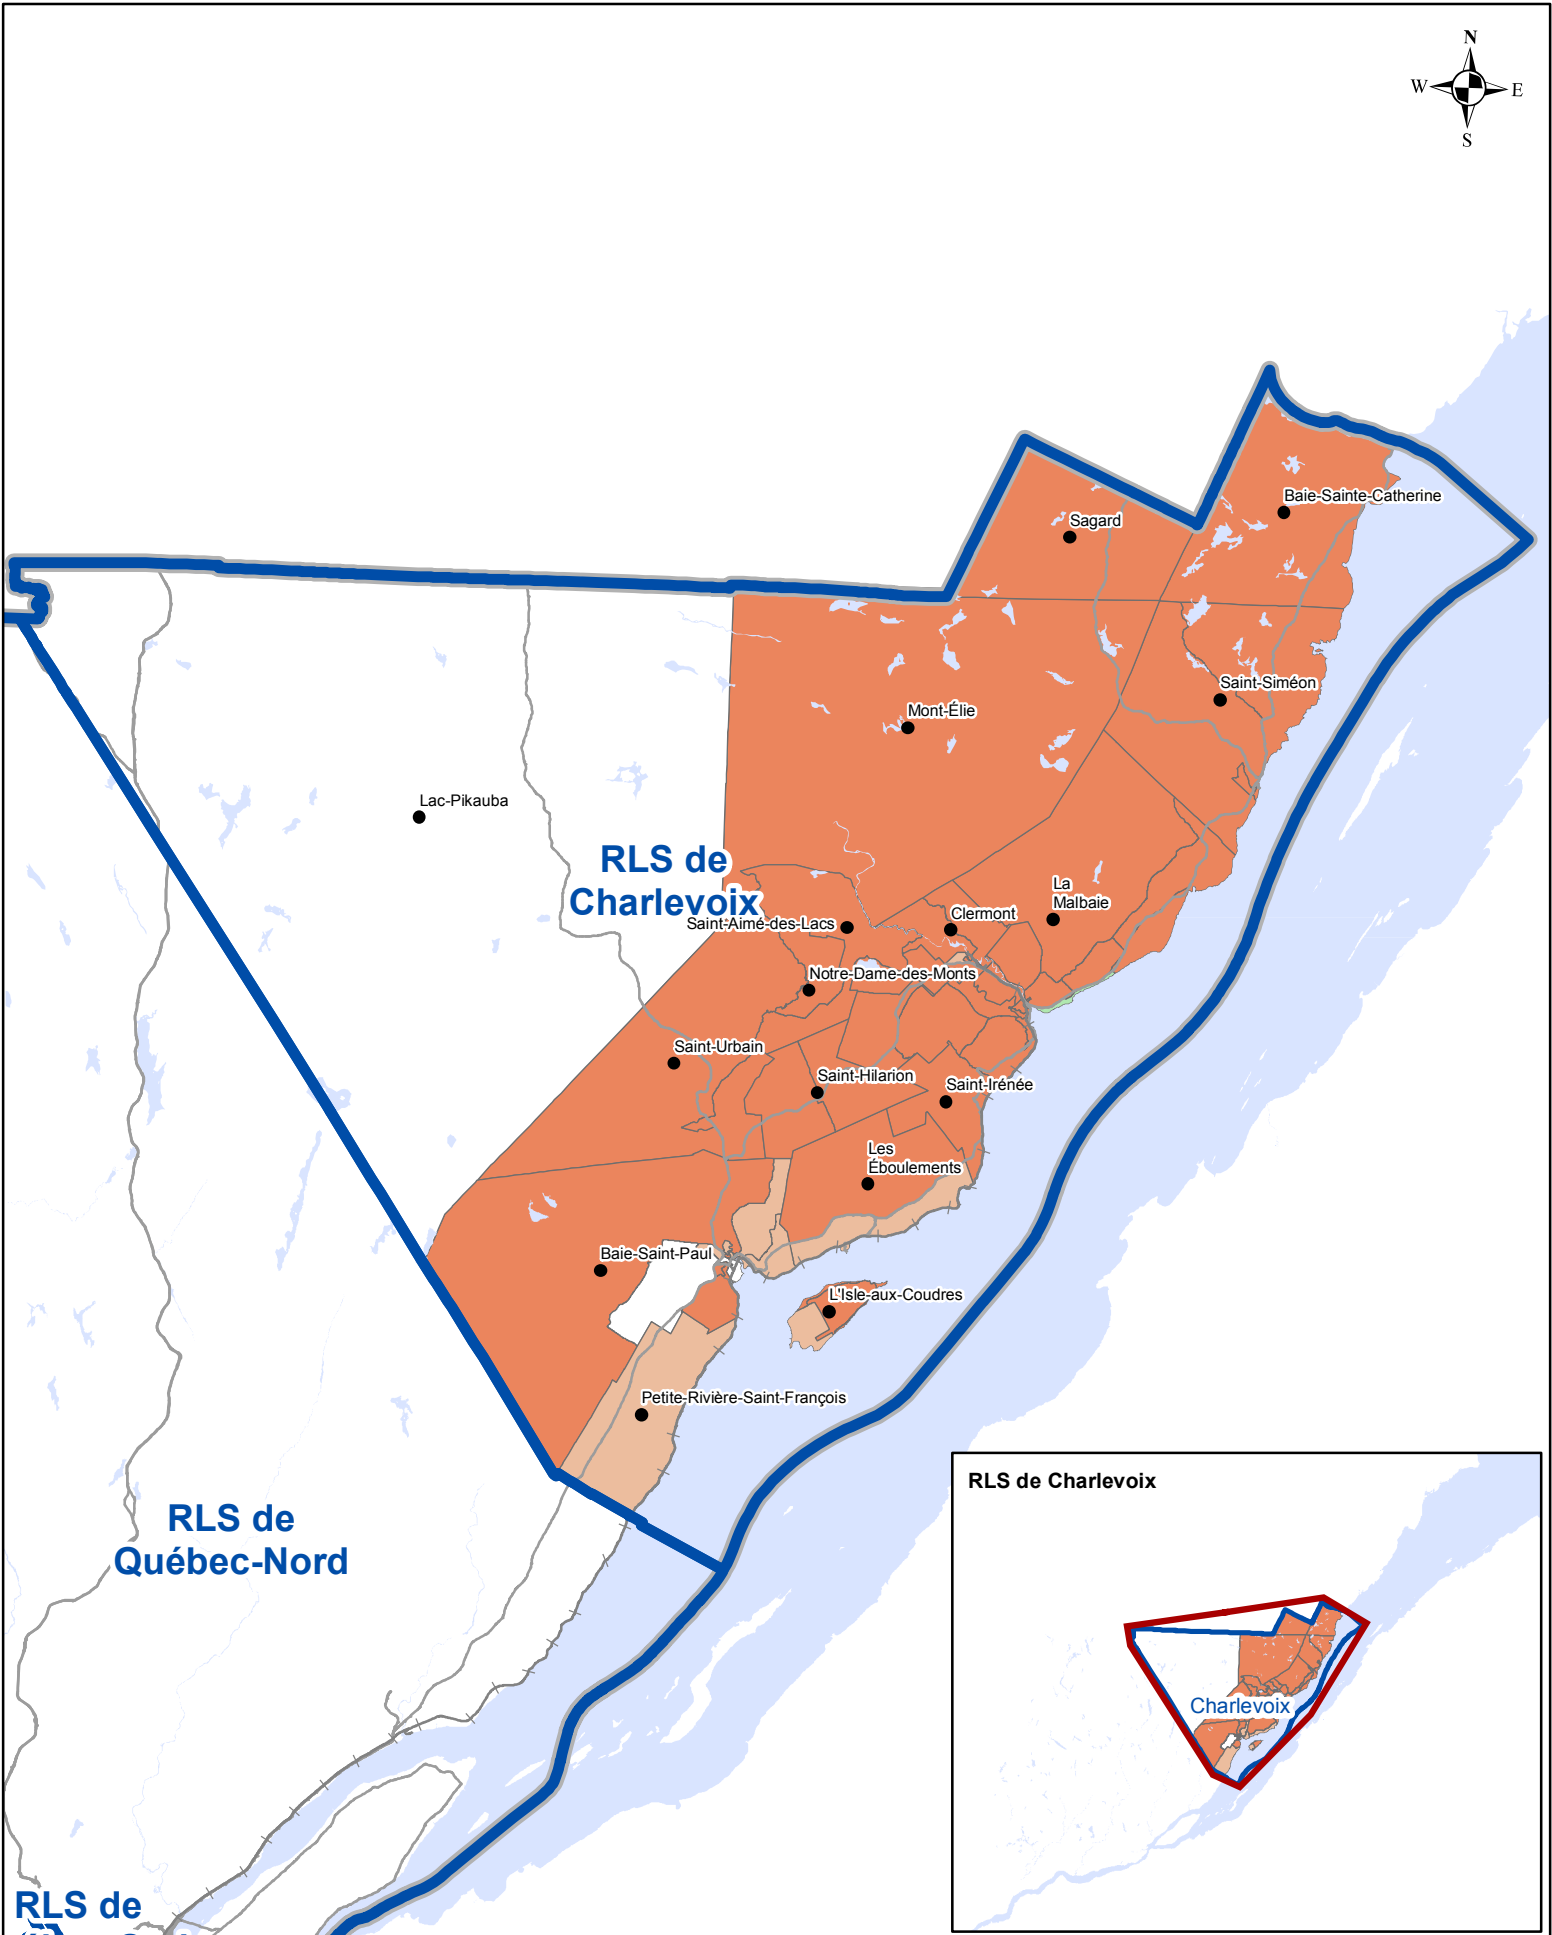 N
W
E
S
Baie-Sainte-Catherine
Sagard
Saint-Siméon
Mont-Élie
Lac-Pikauba
RLS de
Charlevoix
La
Malbaie
Clermont
Saint-Aimé-des-Lacs
Notre-Dame-des-Monts
Saint-Urbain
Saint-Hilarion
Saint-Irénée
Les
Éboulements
Baie-Saint-Paul
L'Isle-aux-Coudres
Petite-Rivière-Saint-François
RLS de Charlevoix
RLS de
Québec-Nord
Charlevoix
RLS de